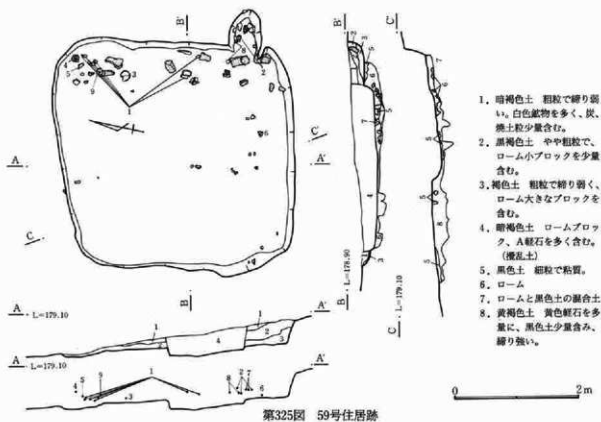 B′
B′
C′
C′
A
A′
C
B
A
L=179.10
A′
A
L=179.10
A′
B
L=178.90
C
L=179.10
1．暗褐色土　粗粒で締り弱
い。白色鉱物を多く、炭、
焼土粒少量含む。
2．黒褐色土　やや粗粒で、
ローム小ブロックを少量
含む。
3．褐色土　粗粒で締り弱く、
ローム大きなブロックを
含む。
4．暗褐色土　ロームブロッ
ク、A軽石を多く含む。
（攪乱土）
5．黒色土　細粒で粘質。
6．ローム
7．ロームと黒色土の混合土
8．黄褐色土　黄色軽石を多
量に、黒色土少量含み、
締り強い。
0　2m
第325図　59号住居跡